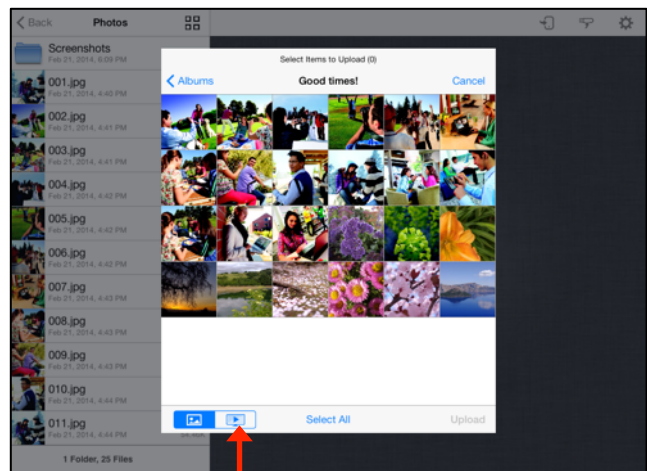 Back Photos
Screenshots
Feb 21, 2014, 6:09 PM
001.jpg
Feb 21, 2014, 4:40 PM
002.jpg
Feb 21, 2014, 4:41 PM
003.jpg
Feb 21, 2014, 4:41 PM
004.jpg
Feb 21, 2014, 4:42 PM
005.jpg
Feb 21, 2014, 4:42 PM
006.jpg
Feb 21, 2014, 4:42 PM
007.jpg
Feb 21, 2014, 4:43 PM
008.jpg
Feb 21, 2014, 4:43 PM
009.jpg
Feb 21, 2014, 4:43 PM
010.jpg
Feb 21, 2014, 4:44 PM
011.jpg
Feb 21, 2014, 4:44 PM
1 Folder, 25 Files
Select Items to Upload (0)
Albums Good times! Cancel
Select All Upload